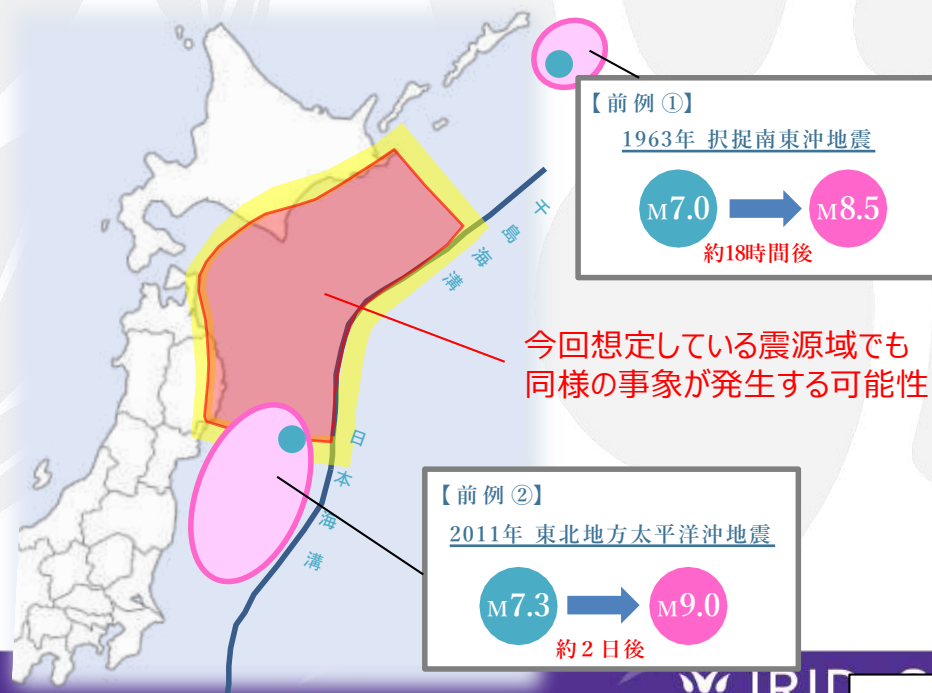 【前例①】
1963年 択捉南東沖地震
M7.0
M8.5
約18時間後
千島海溝
今回想定している震源域でも
同様の事象が発生する可能性
日本海溝
【前例②】
2011年 東北地方太平洋沖地震
M7.3
M9.0
約2日後